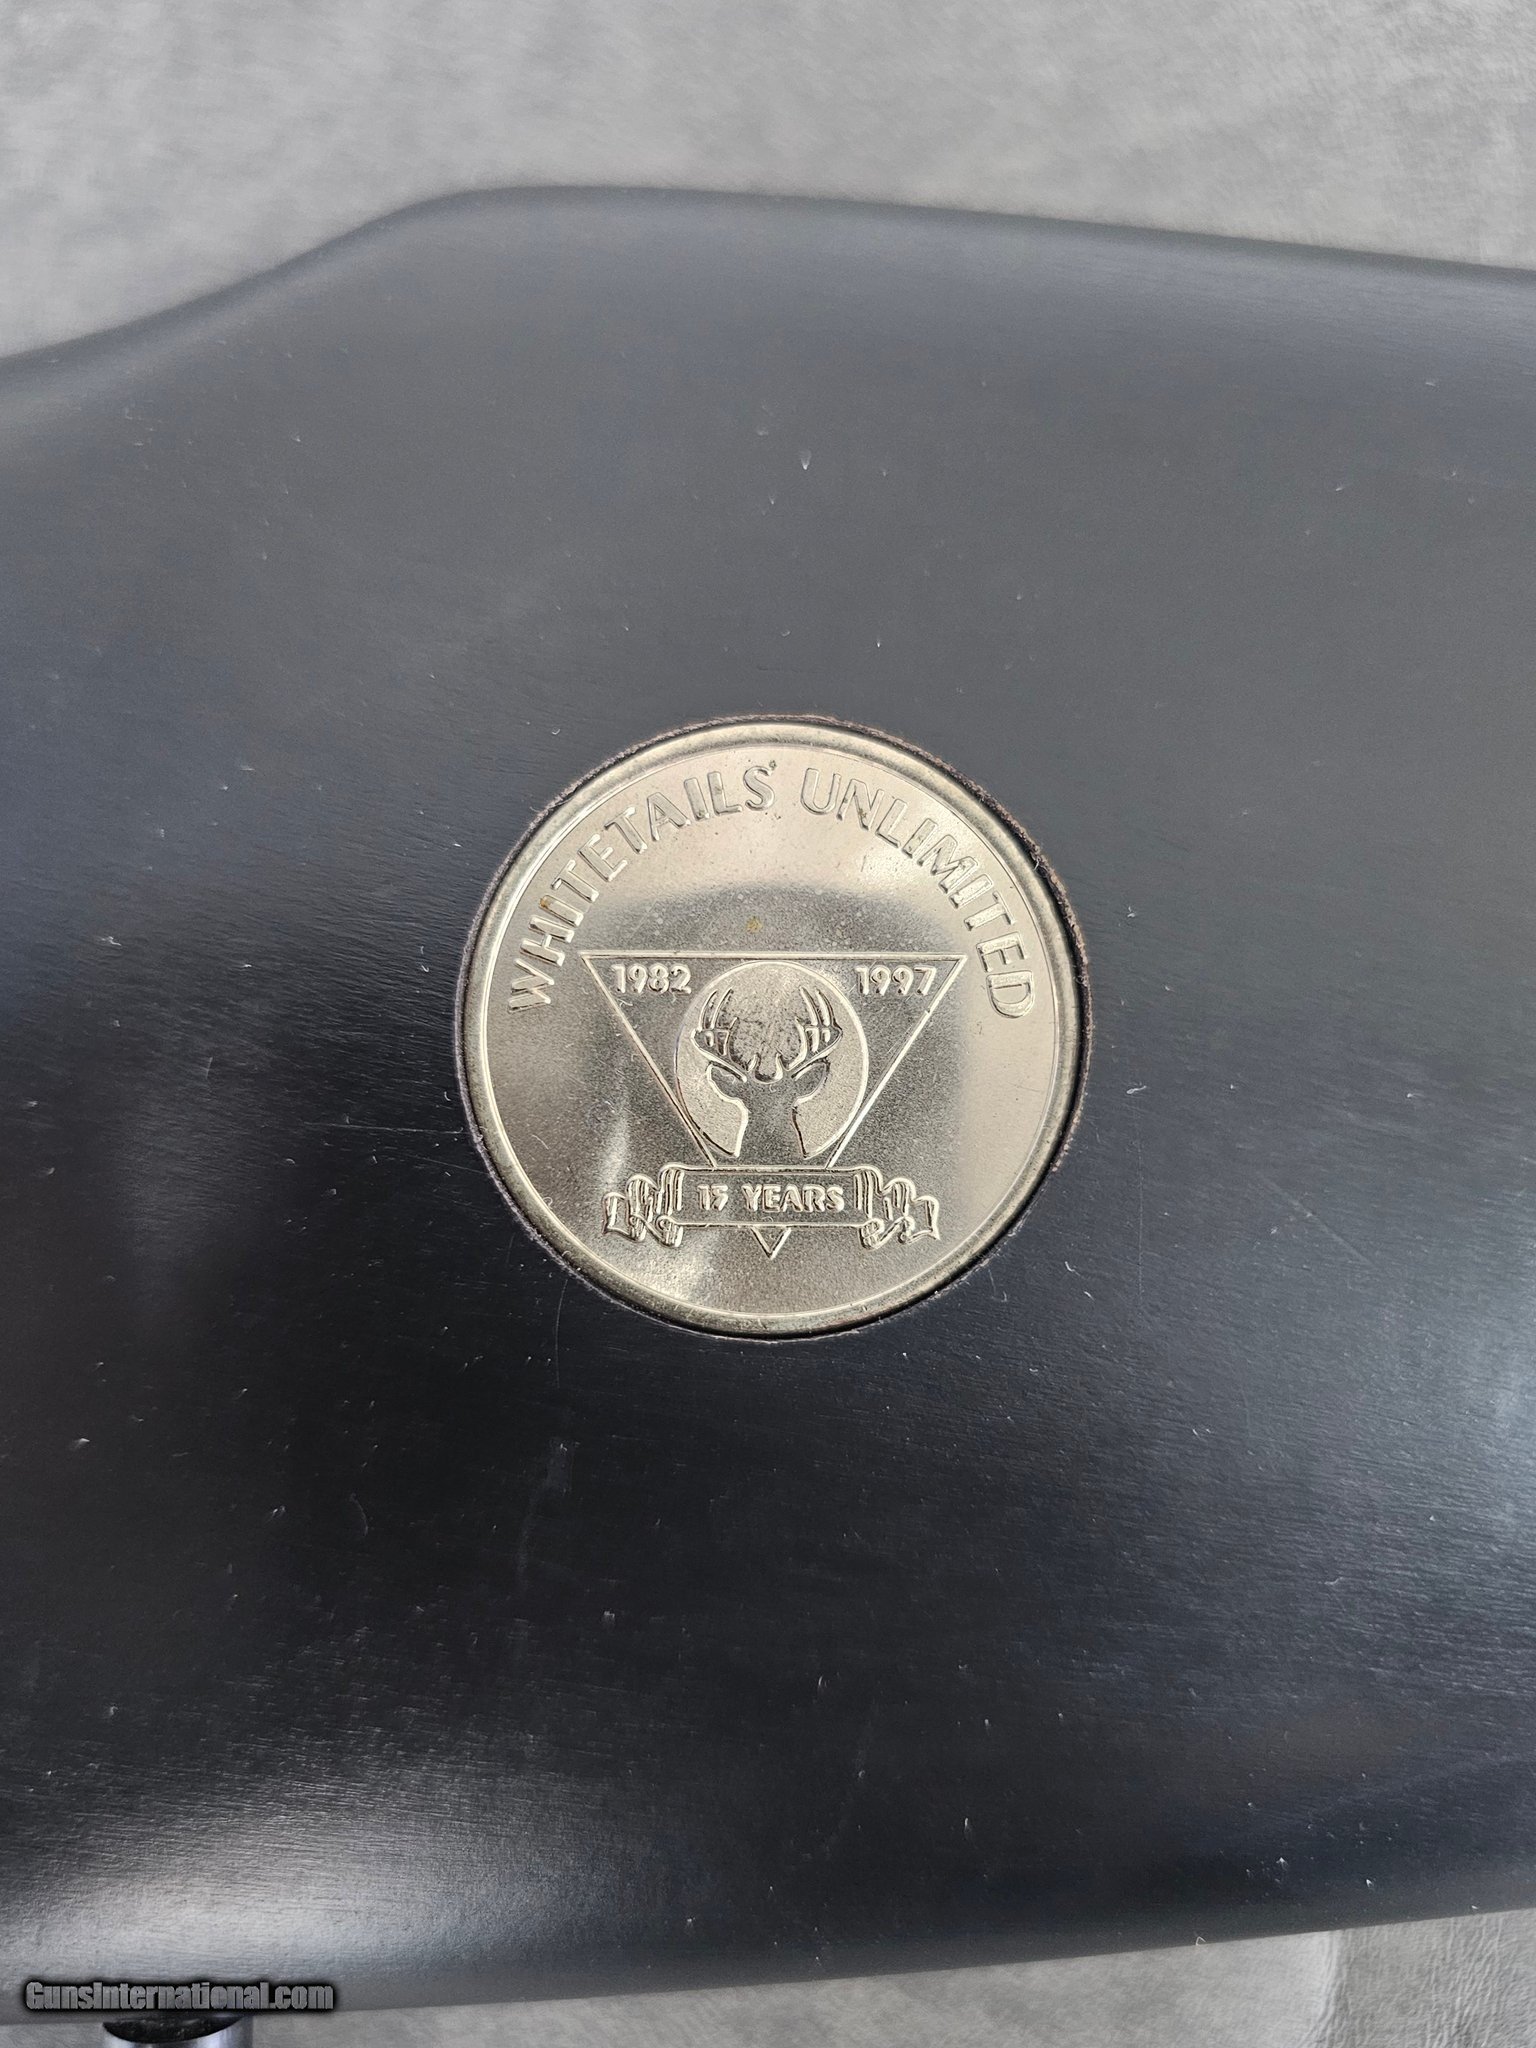 WHITETAILS UNLIMITED
1982 1997
15 YEARS
GunsInternational.com